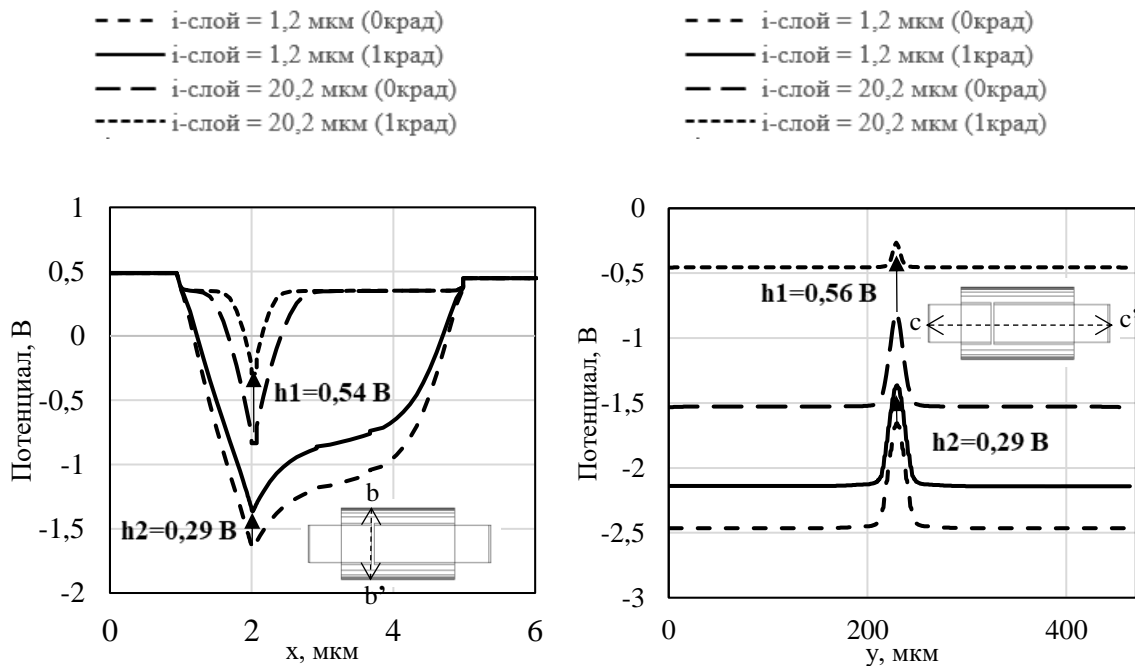 i-слой = 1,2 мкм (0крад)
i-слой = 1,2 мкм (1крад)
i-слой = 20,2 мкм (0крад)
i-слой = 20,2 мкм (1крад)
i-слой = 1,2 мкм (0крад)
i-слой = 1,2 мкм (1крад)
i-слой = 20,2 мкм (0крад)
i-слой = 20,2 мкм (1крад)
Потенциал, В
1
0,5
0
-0,5
-1
-1,5
-2
h1=0,54 В
h2=0,29 В
b
b’
0
2
4
6
x, мкм
Потенциал, В
0
-0,5
-1
-1,5
-2
-2,5
-3
h1=0,56 В
c
c’
h2=0,29 В
0
200
400
y, мкм